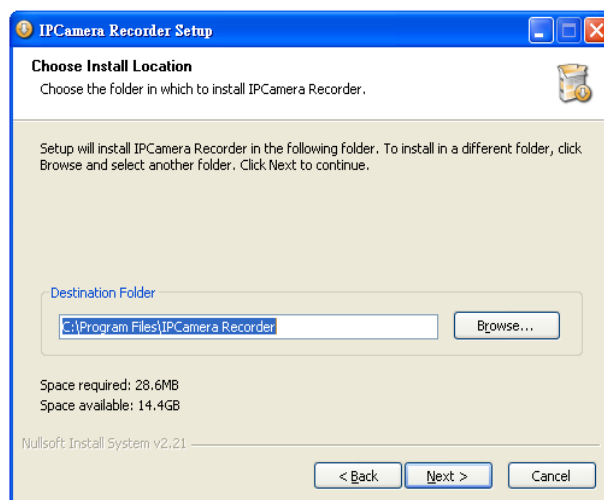 IPCamera Recorder Setup
Choose Install Location
Choose the folder in which to install IPCamera Recorder.
Setup will install IPCamera Recorder in the following folder. To install in a different folder, click
Browse and select another folder. Click Next to continue.
Destination Folder
C:\Program Files\IPCamera Recorder
Browse...
Space required: 28.6MB
Space available: 14.4GB
Nullsoft Install System v2.21
< Back
Next >
Cancel